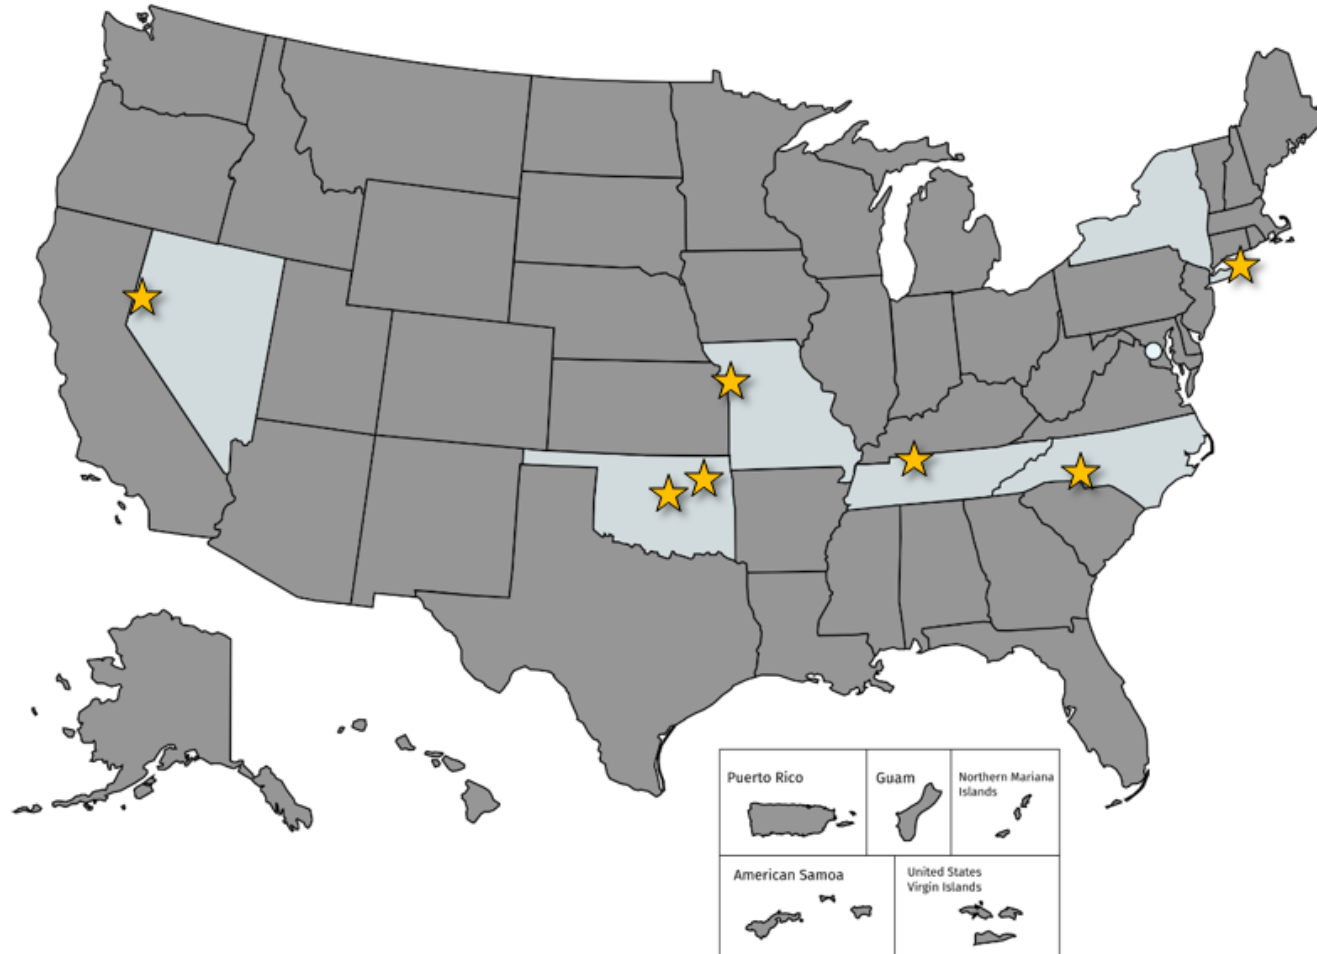 Puerto Rico
Guam
Northern Mariana
Islands
American Samoa
United States
Virgin Islands